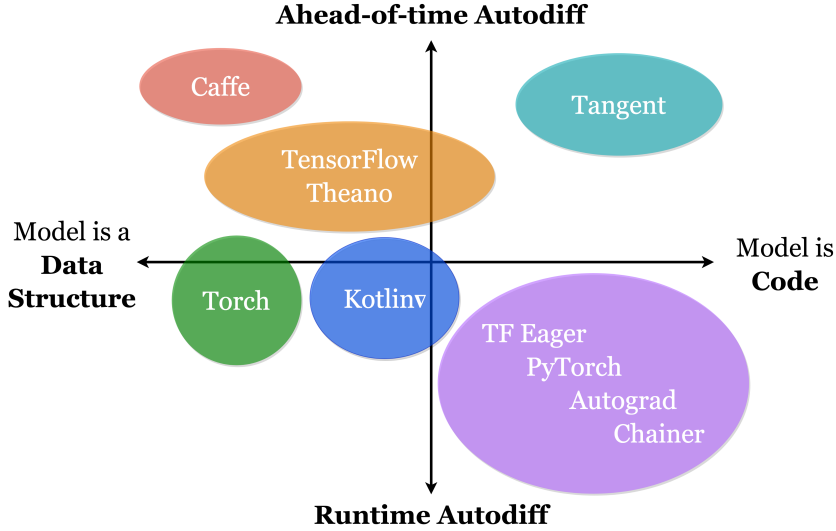 Ahead-of-time Autodiff
Caffe
Tangent
TensorFlow
Theano
Model is a
Data
Structure
Model is
Code
Torch
Kotlin∇
TF Eager
PyTorch
Autograd
Chainer
Runtime Autodiff